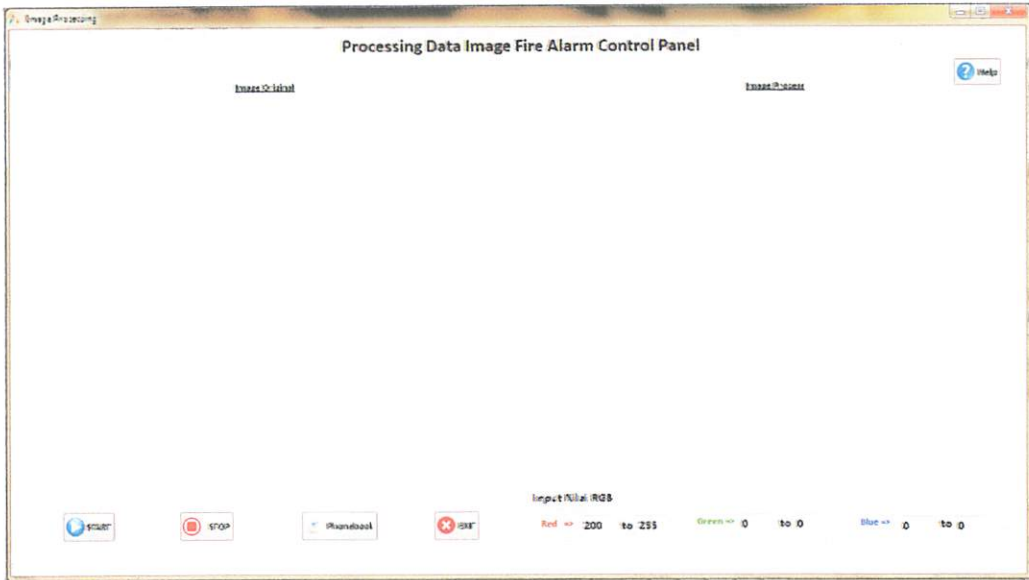 Image Processing
Processing Data Image Fire Alarm Control Panel
Help
Image Original
Image Process
Input Nilai RGB
START
STOP
Phonebook
EXIT
Red => 200 to 255
Green => 0 to 0
Blue => 0 to 0